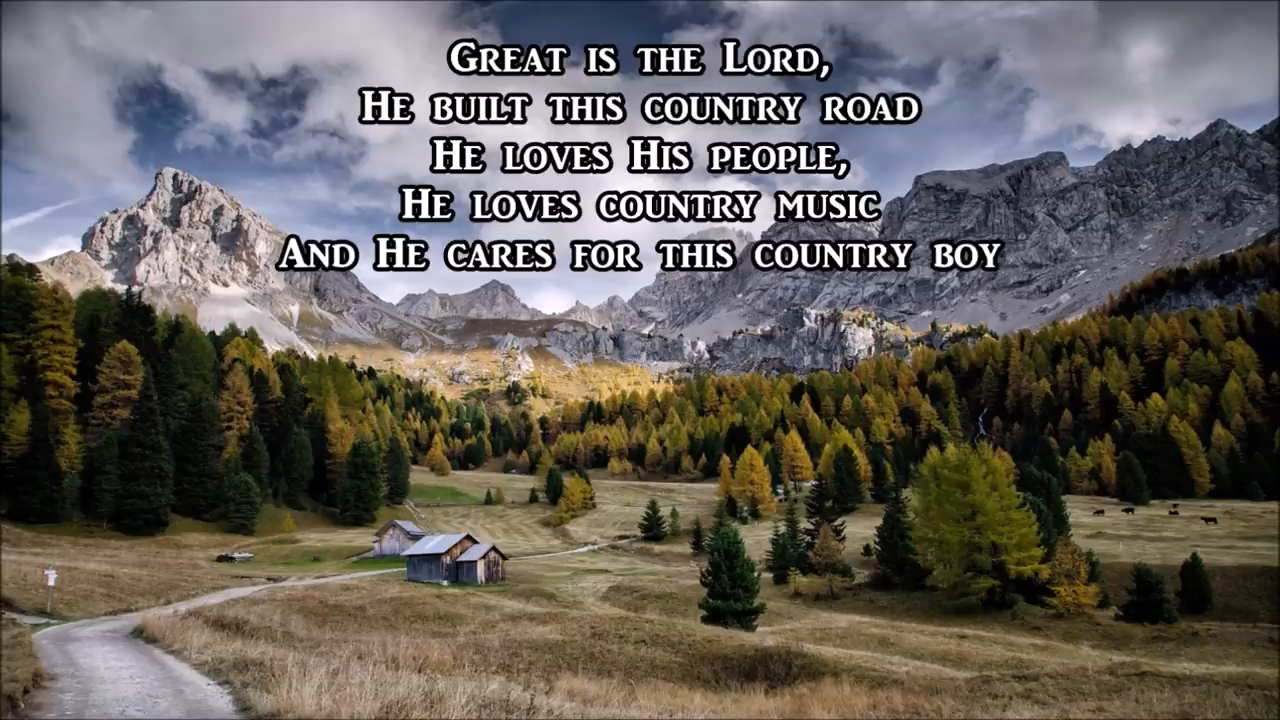 Great is the Lord,
He built this country road
He loves His people,
He loves country music
And He cares for this country boy